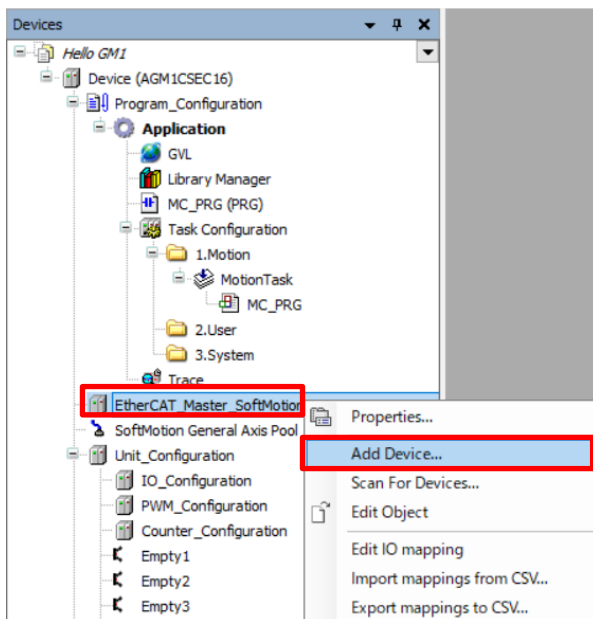 Devices
Hello GM1
Device (AGM1CSEC16)
Program_Configuration
Application
GVL
Library Manager
MC_PRG (PRG)
Task Configuration
1.Motion
MotionTask
MC_PRG
2.User
3.System
Trace
EtherCAT_Master_SoftMotion
SoftMotion General Axis Pool
Unit_Configuration
IO_Configuration
PWM_Configuration
Counter_Configuration
Empty1
Empty2
Empty3
Properties...
Add Device...
Scan For Devices...
Edit Object
Edit IO mapping
Import mappings from CSV...
Export mappings to CSV...